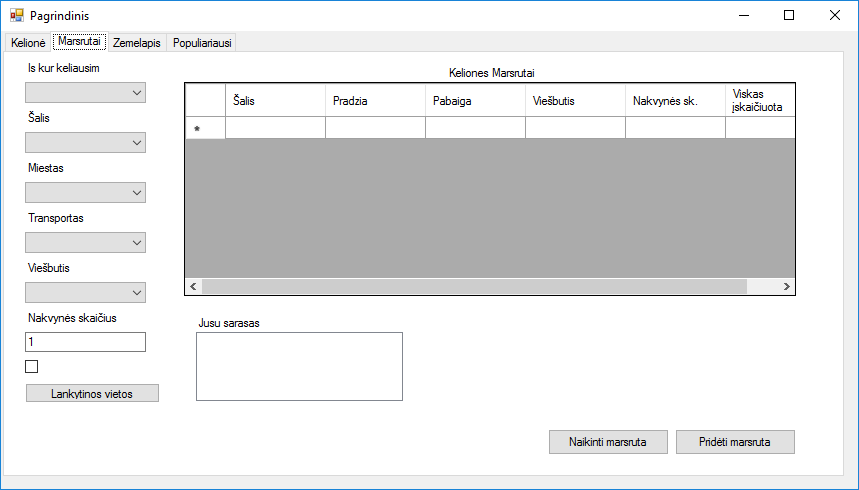 Pagrindinis
Kelionė
Marsrutai
Zemelapis
Populiariausi
Is kur keliausim
Šalis
Miestas
Transportas
Viešbutis
Nakvynės skaičius
1
Lankytinos vietos
Keliones Marsrutai
Šalis
Pradzia
Pabaiga
Viešbutis
Nakvynės sk.
Viskas
įskaičiuota
Jusu sarasas
Naikinti marsruta
Pridėti marsruta